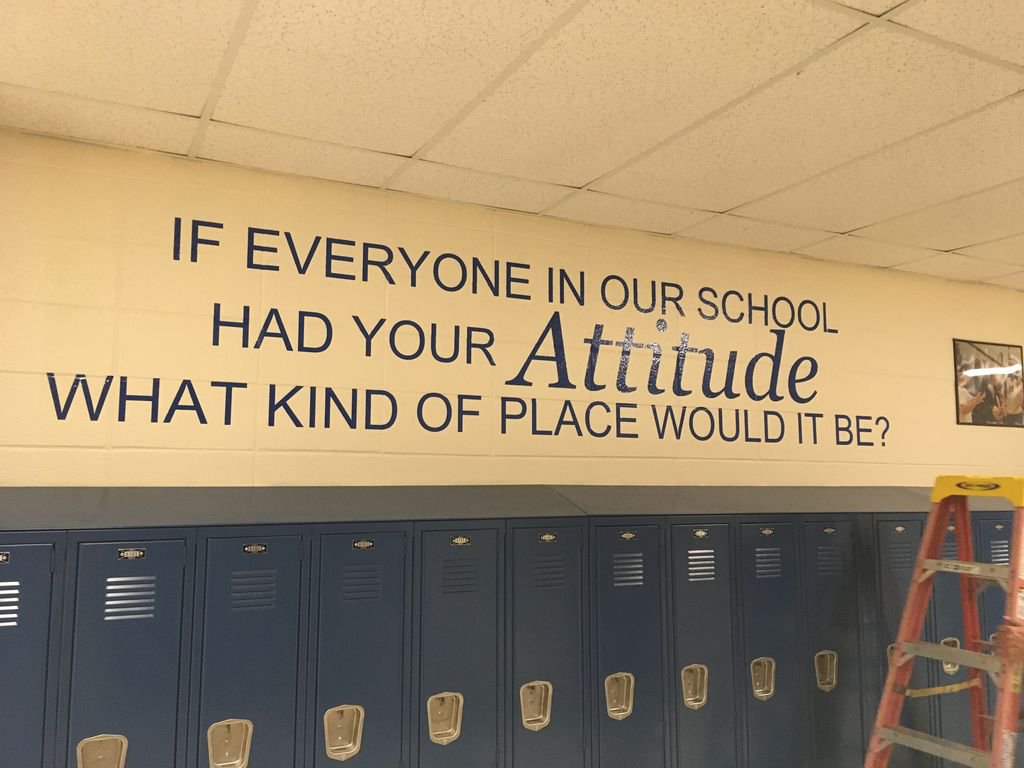 IF EVERYONE IN OUR SCHOOL
HAD YOUR Attitude
WHAT KIND OF PLACE WOULD IT BE?